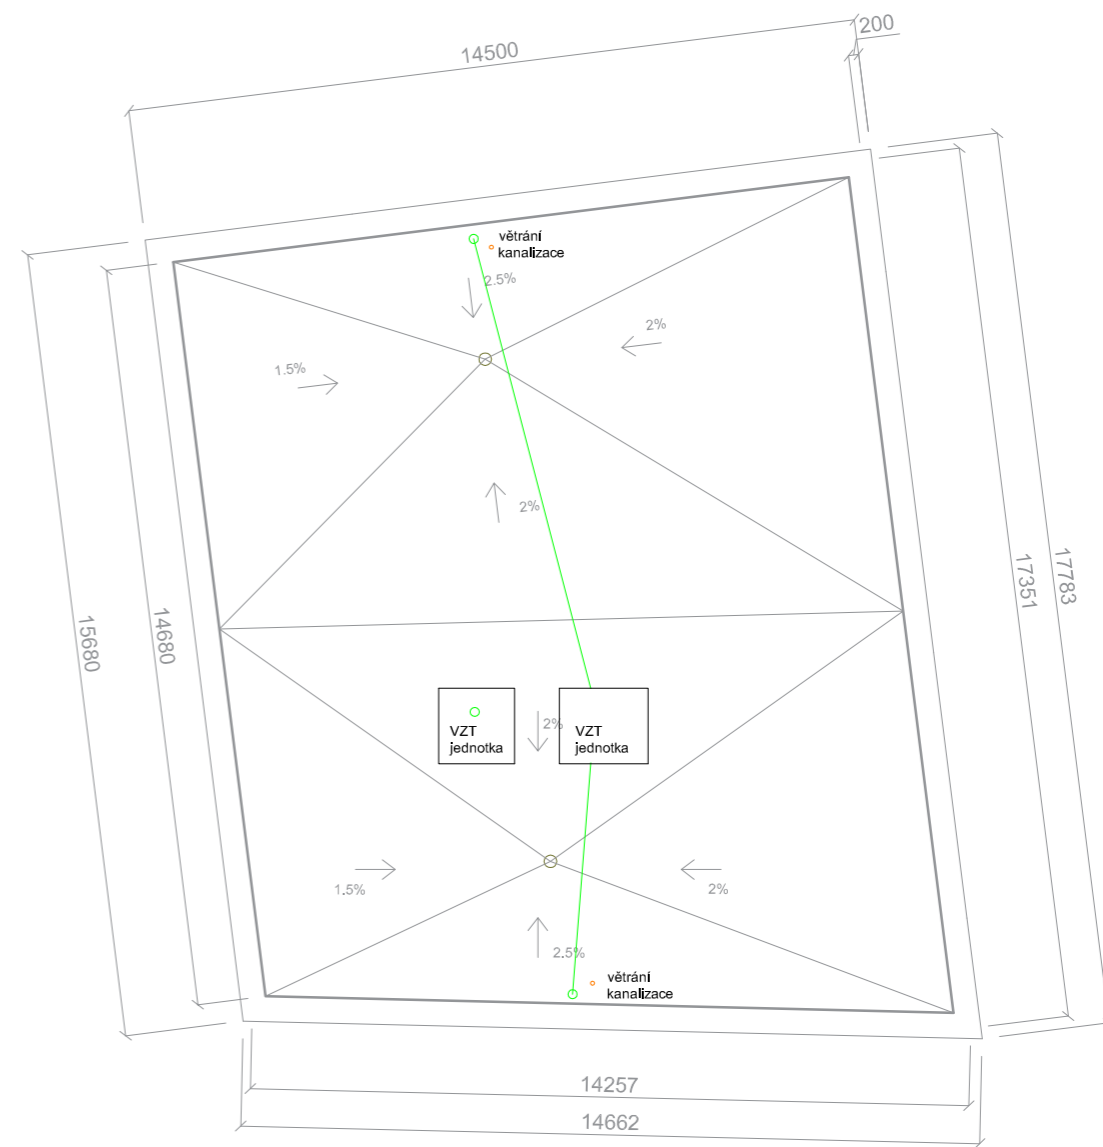 200
14500
větrání
kanalizace
2.5%
2%
1.5%
2%
17351
17783
15680
14680
VZT
jednotka
2%
VZT
jednotka
1.5%
2%
2.5%
větrání
kanalizace
14257
14662